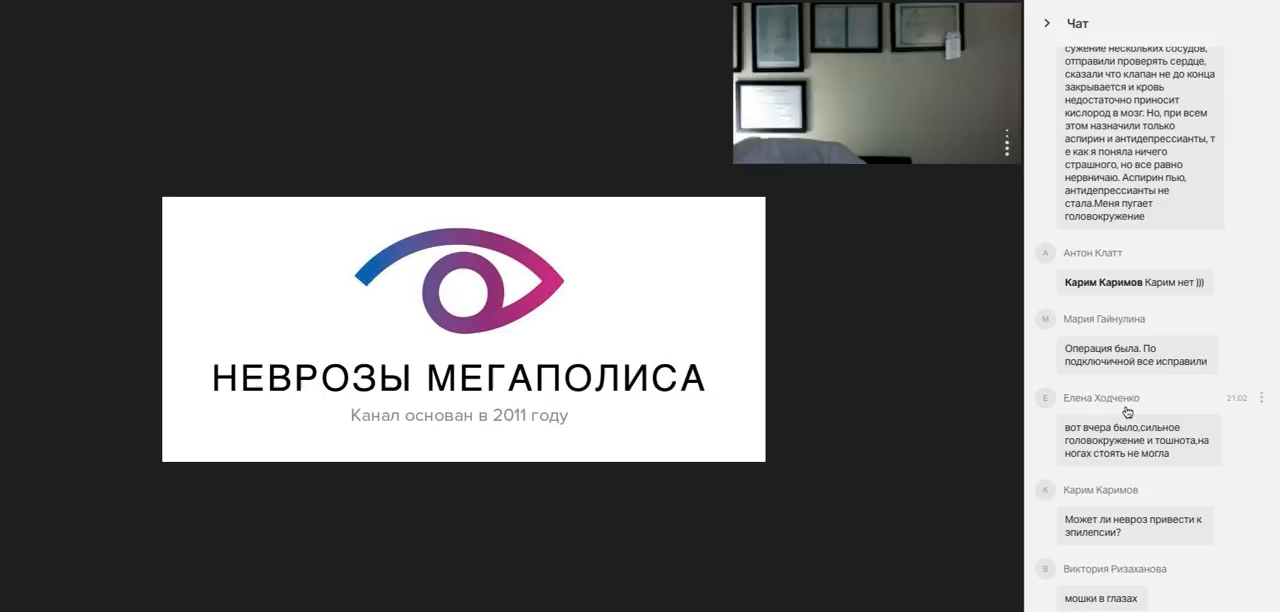 НЕВРОЗЫ МЕГАПОЛИСА
Канал основан в 2011 году
Чат
сужение нескольких сосудов,
отправили проверять сердце,
сказали что клапан не до конца
закрывается и кровь
недостаточно приносит
кислород в мозг. Но, при всем
этом назначили только
аспирин и антидепрессианты, т
е как я поняла ничего
страшного, но все равно
нервничаю. Аспирин пью,
антидепрессианты не
стала.Меня пугает
головокружение
А
Антон Клатт
Карим Каримов Карим нет )))
М
Мария Гайнулина
Операция была. По
подключичной все исправили
Е
Елена Ходченко
21:02
вот вчера было,сильное
головокружение и тошнота,на
ногах стоять не могла
К
Карим Каримов
Может ли невроз привести к
эпилепсии?
В
Виктория Ризаханова
мошки в глазах